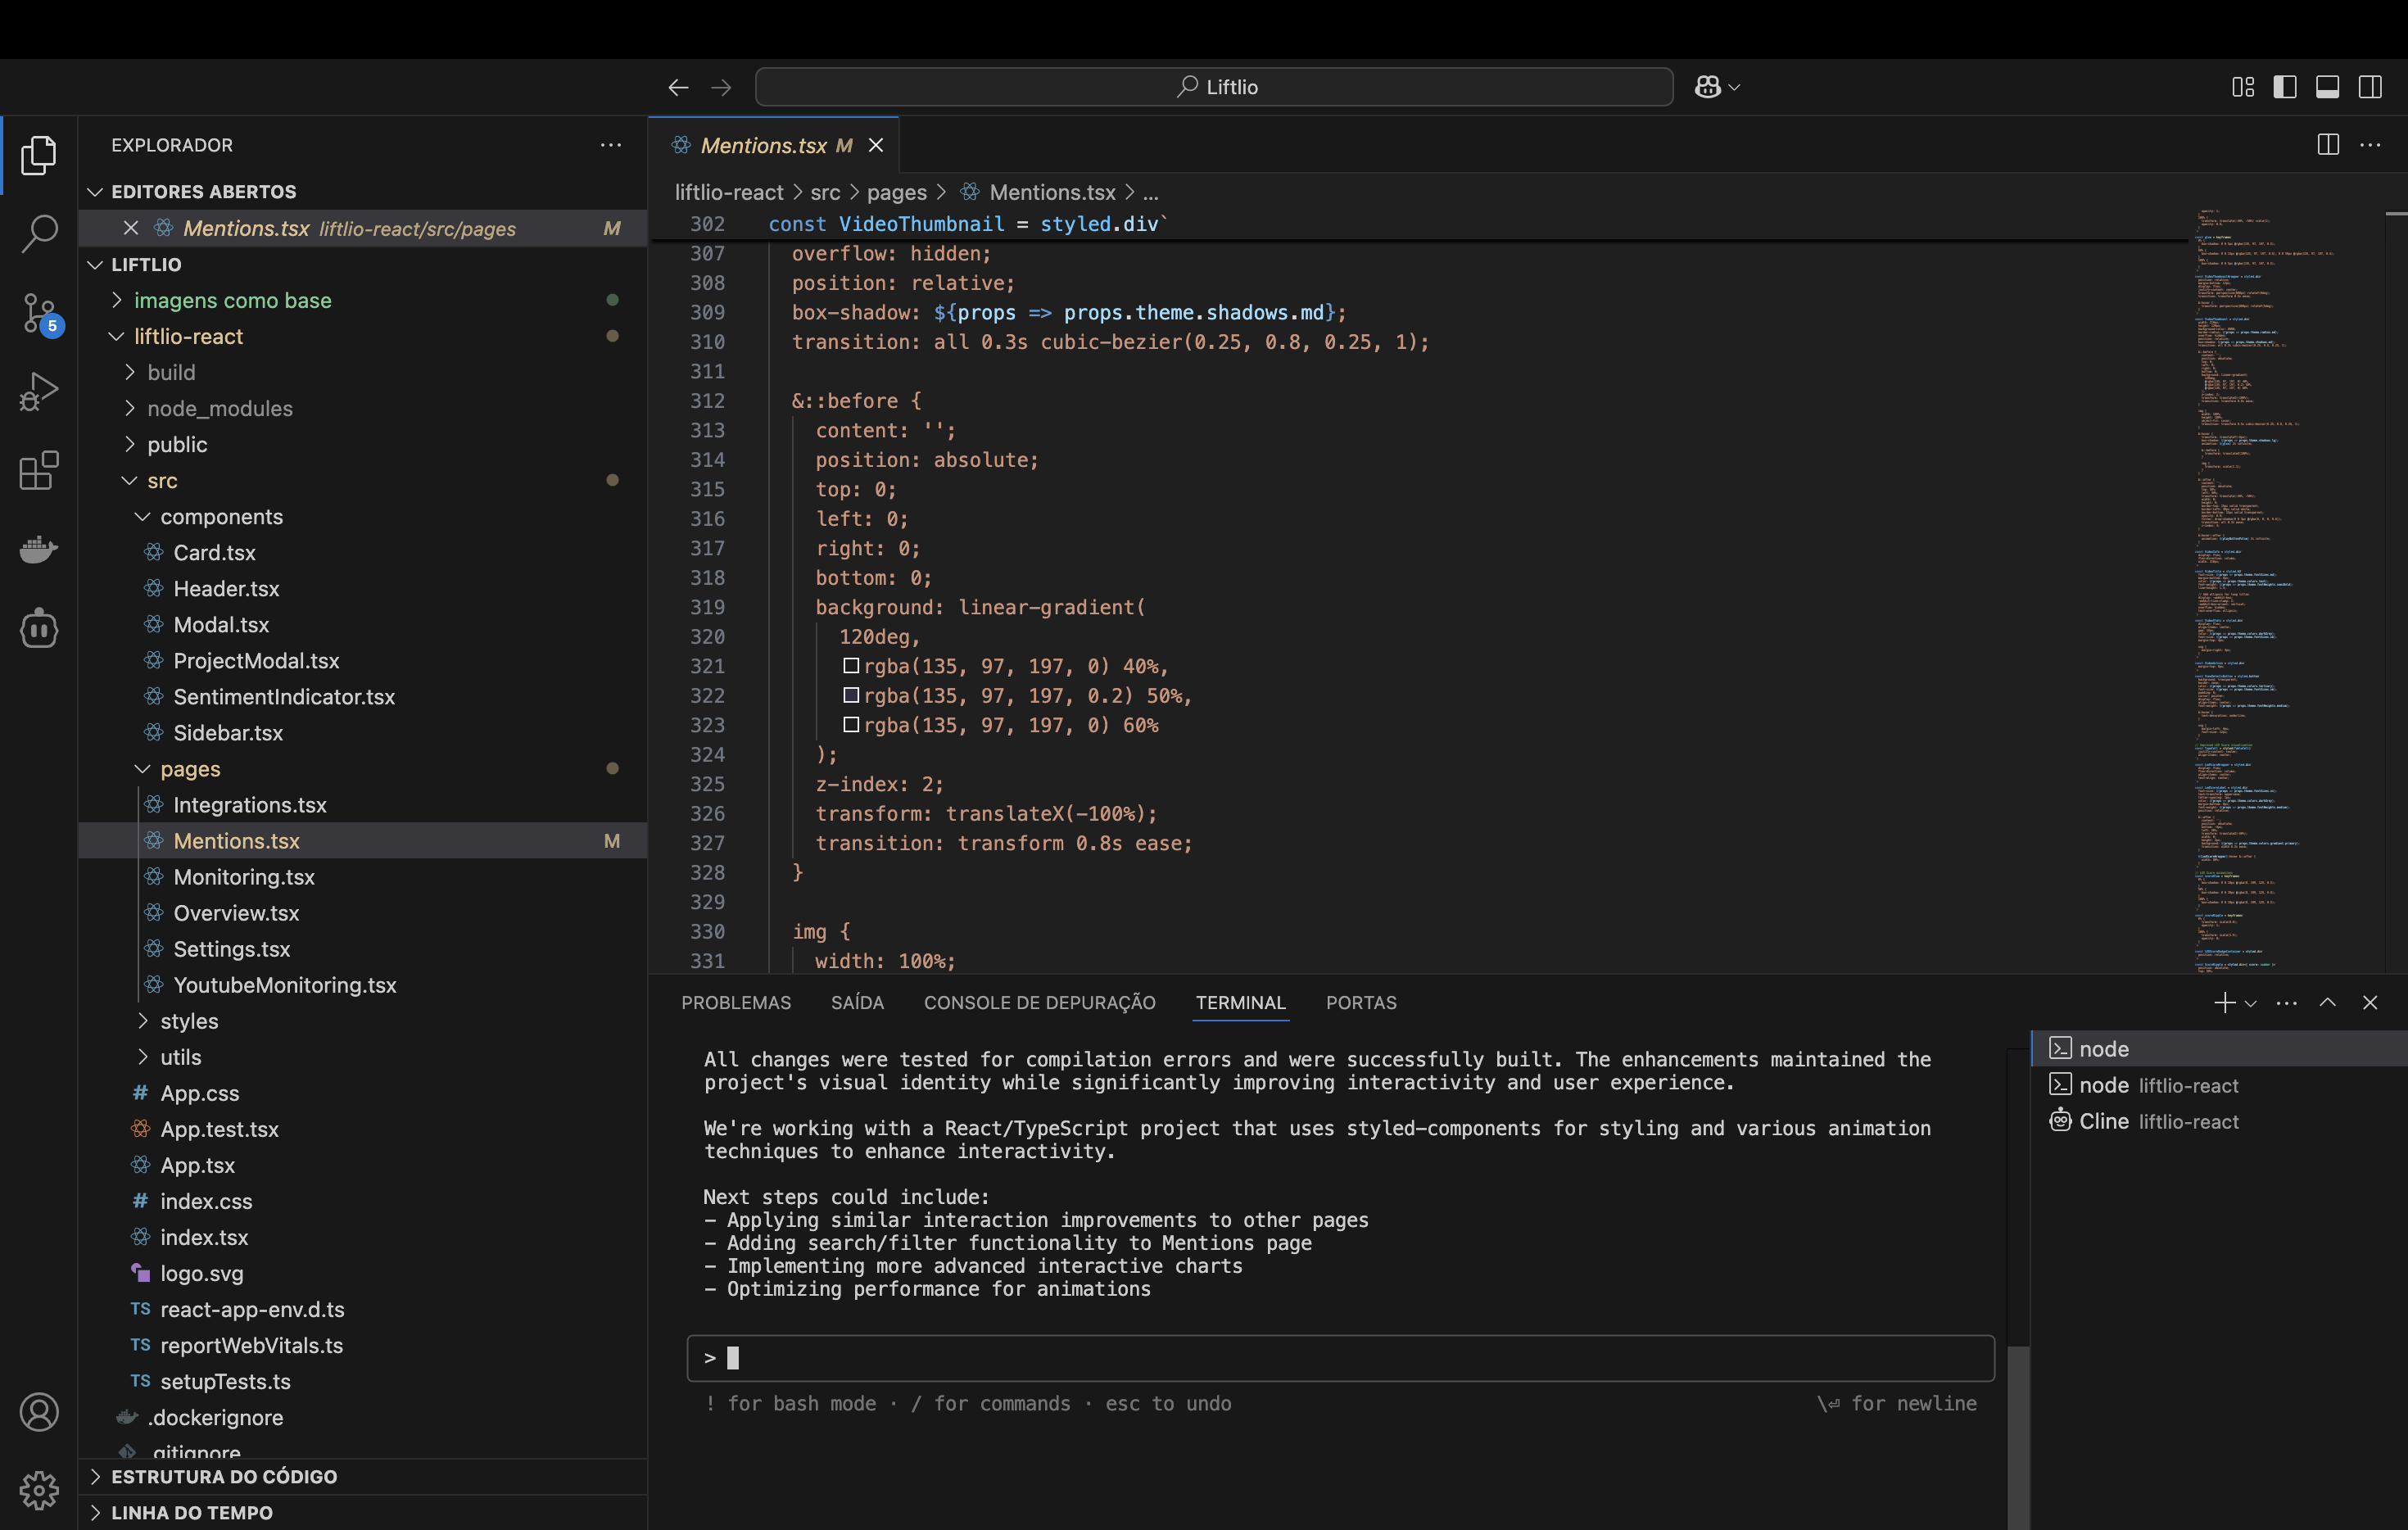 Liftlio
EXPLORADOR
EDITORES ABERTOS
Mentions.tsx liftlio-react/src/pages M
LIFTLIO
imagens como base
liftlio-react
build
node_modules
public
src
components
Card.tsx
Header.tsx
Modal.tsx
ProjectModal.tsx
SentimentIndicator.tsx
Sidebar.tsx
pages
Integrations.tsx
Mentions.tsx M
Monitoring.tsx
Overview.tsx
Settings.tsx
YoutubeMonitoring.tsx
styles
utils
# App.css
App.test.tsx
App.tsx
# index.css
index.tsx
logo.svg
TS react-app-env.d.ts
TS reportWebVitals.ts
TS setupTests.ts
.dockerignore
.gitignore
ESTRUTURA DO CÓDIGO
LINHA DO TEMPO
5
Mentions.tsx M
liftlio-react > src > pages > Mentions.tsx > ...
302 const VideoThumbnail = styled.div`
307 overflow: hidden;
308 position: relative;
309 box-shadow: ${props => props.theme.shadows.md};
310 transition: all 0.3s cubic-bezier(0.25, 0.8, 0.25, 1);
311
312 &::before {
313 content: '';
314 position: absolute;
315 top: 0;
316 left: 0;
317 right: 0;
318 bottom: 0;
319 background: linear-gradient(
320 120deg,
321 rgba(135, 97, 197, 0) 40%,
322 rgba(135, 97, 197, 0.2) 50%,
323 rgba(135, 97, 197, 0) 60%
324 );
325 z-index: 2;
326 transform: translateX(-100%);
327 transition: transform 0.8s ease;
328 }
329
330 img {
331 width: 100%;
PROBLEMAS SAÍDA CONSOLE DE DEPURAÇÃO TERMINAL PORTAS
All changes were tested for compilation errors and were successfully built. The enhancements maintained the
project's visual identity while significantly improving interactivity and user experience.
We're working with a React/TypeScript project that uses styled-components for styling and various animation
techniques to enhance interactivity.
Next steps could include:
- Applying similar interaction improvements to other pages
- Adding search/filter functionality to Mentions page
- Implementing more advanced interactive charts
- Optimizing performance for animations
>
! for bash mode · / for commands · esc to undo \⏎ for newline
node
node liftlio-react
Cline liftlio-react